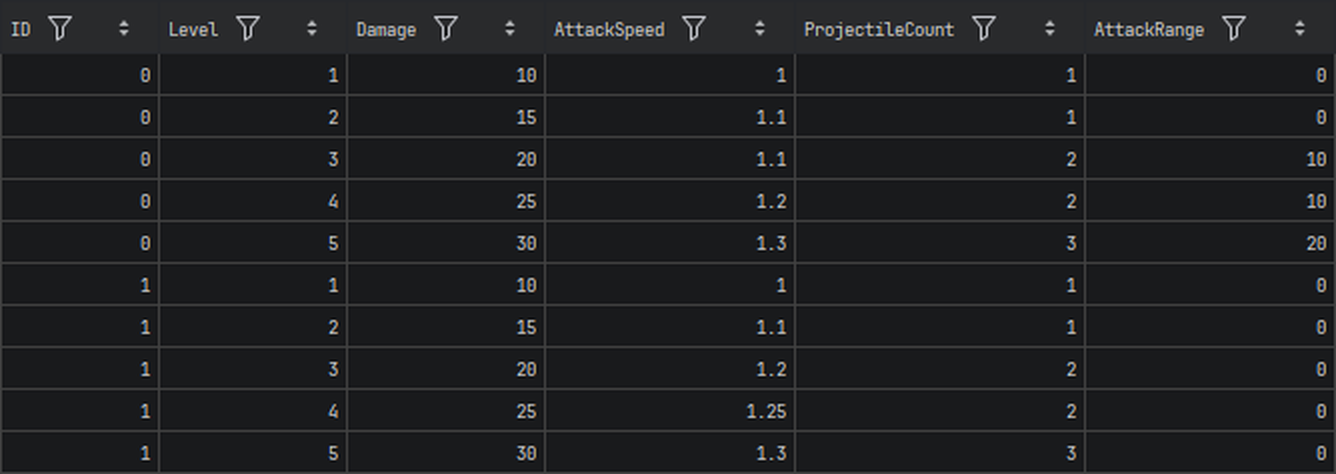 ID Level Damage AttackSpeed ProjectileCount AttackRange
0 1 10 1 1 0
0 2 15 1.1 1 0
0 3 20 1.1 2 10
0 4 25 1.2 2 10
0 5 30 1.3 3 20
1 1 10 1 1 0
1 2 15 1.1 1 0
1 3 20 1.2 2 0
1 4 25 1.25 2 0
1 5 30 1.3 3 0